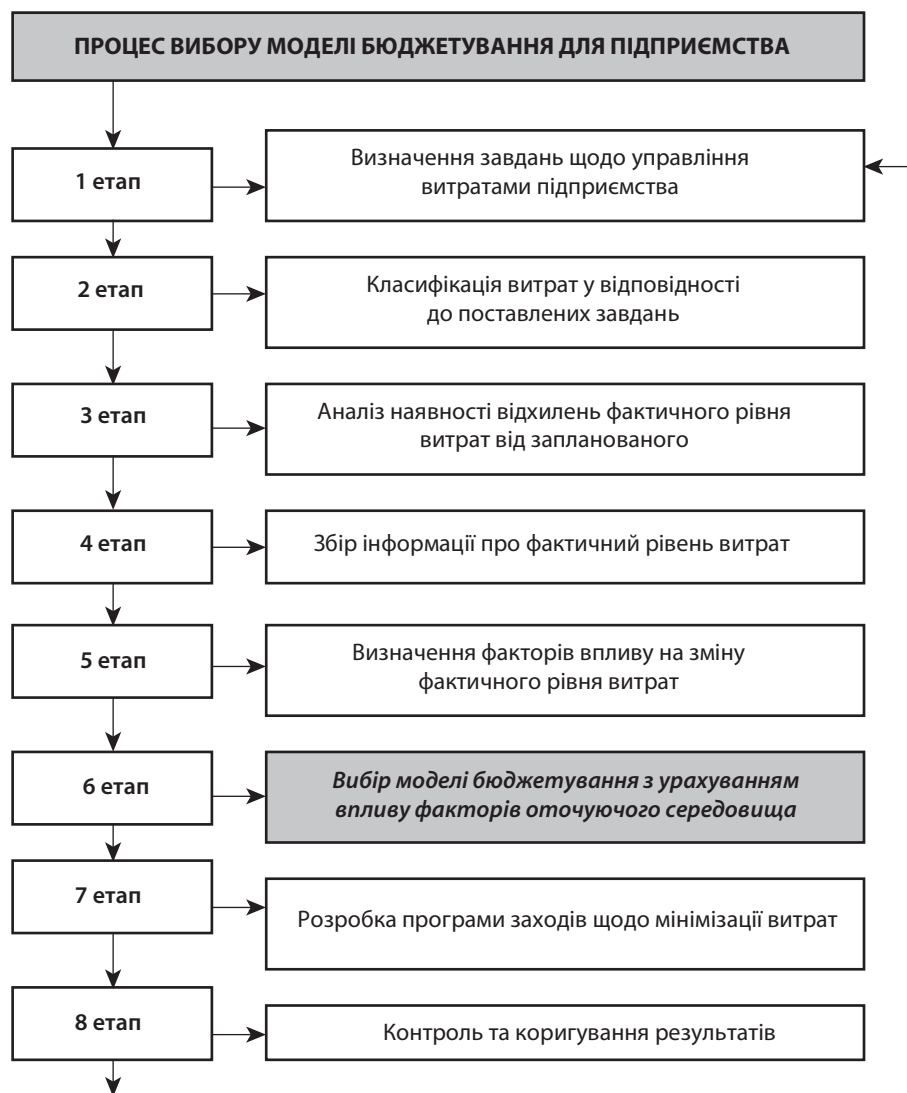 ПРОЦЕС ВИБОРУ МОДЕЛІ БЮДЖЕТУВАННЯ ДЛЯ ПІДПРИЄМСТВА
1 етап
Визначення завдань щодо управління
витратами підприємства
2 етап
Класифікація витрат у відповідності
до поставлених завдань
3 етап
Аналіз наявності відхилень фактичного рівня
витрат від запланованого
4 етап
Збір інформації про фактичний рівень витрат
5 етап
Визначення факторів впливу на зміну
фактичного рівня витрат
6 етап
Вибір моделі бюджетування з урахуванням
впливу факторів оточуючого середовища
7 етап
Розробка програми заходів щодо мінімізації витрат
8 етап
Контроль та коригування результатів